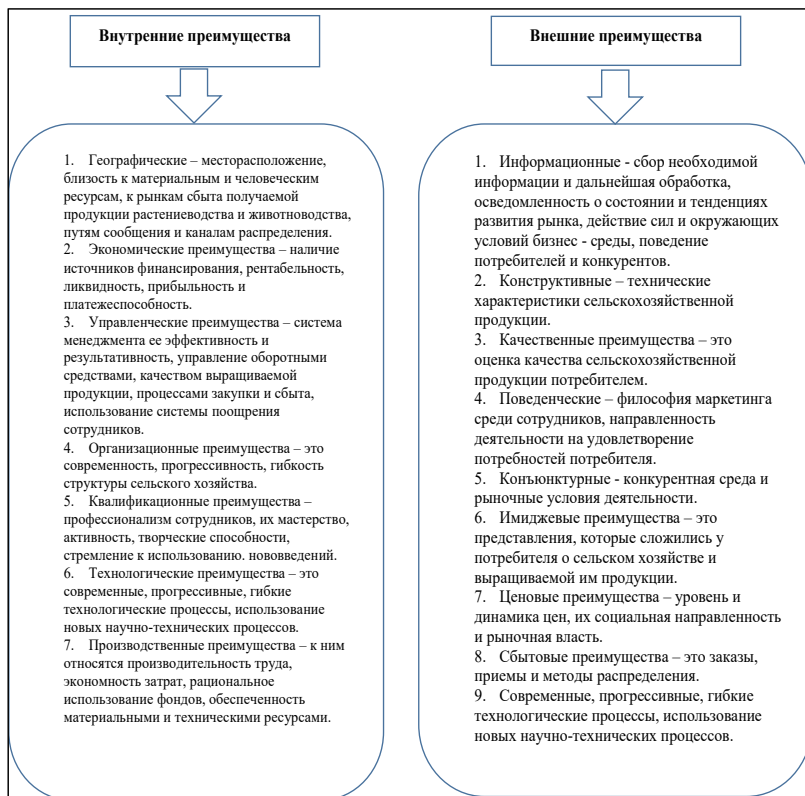 Внутренние преимущества
1. Географические – месторасположение,
близость к материальным и человеческим
ресурсам, к рынкам сбыта получаемой
продукции растениеводства и животноводства,
путям сообщения и каналам распределения.
2. Экономические преимущества – наличие
источников финансирования, рентабельность,
ликвидность, прибыльность и
платежеспособность.
3. Управленческие преимущества – система
менеджмента ее эффективность и
результативность, управление оборотными
средствами, качеством выращиваемой
продукции, процессами закупки и сбыта,
использование системы поощрения
сотрудников.
4. Организационные преимущества – это
современность, прогрессивность, гибкость
структуры сельского хозяйства.
5. Квалификационные преимущества –
профессионализм сотрудников, их мастерство,
активность, творческие способности,
стремление к использованию. нововведений.
6. Технологические преимущества – это
современные, прогрессивные, гибкие
технологические процессы, использование
новых научно-технических процессов.
7. Производственные преимущества – к ним
относятся производительность труда,
экономность затрат, рациональное
использование фондов, обеспеченность
материальными и техническими ресурсами.
Внешние преимущества
1. Информационные - сбор необходимой
информации и дальнейшая обработка,
осведомленность о состоянии и тенденциях
развития рынка, действие сил и окружающих
условий бизнес - среды, поведение
потребителей и конкурентов.
2. Конструктивные – технические
характеристики сельскохозяйственной
продукции.
3. Качественные преимущества – это
оценка качества сельскохозяйственной
продукции потребителем.
4. Поведенческие – философия маркетинга
среди сотрудников, направленность
деятельности на удовлетворение
потребностей потребителя.
5. Конъюнктурные - конкурентная среда и
рыночные условия деятельности.
6. Имиджевые преимущества – это
представления, которые сложились у
потребителя о сельском хозяйстве и
выращиваемой им продукции.
7. Ценовые преимущества – уровень и
динамика цен, их социальная направленность
и рыночная власть.
8. Сбытовые преимущества – это заказы,
приемы и методы распределения.
9. Современные, прогрессивные, гибкие
технологические процессы, использование
новых научно-технических процессов.